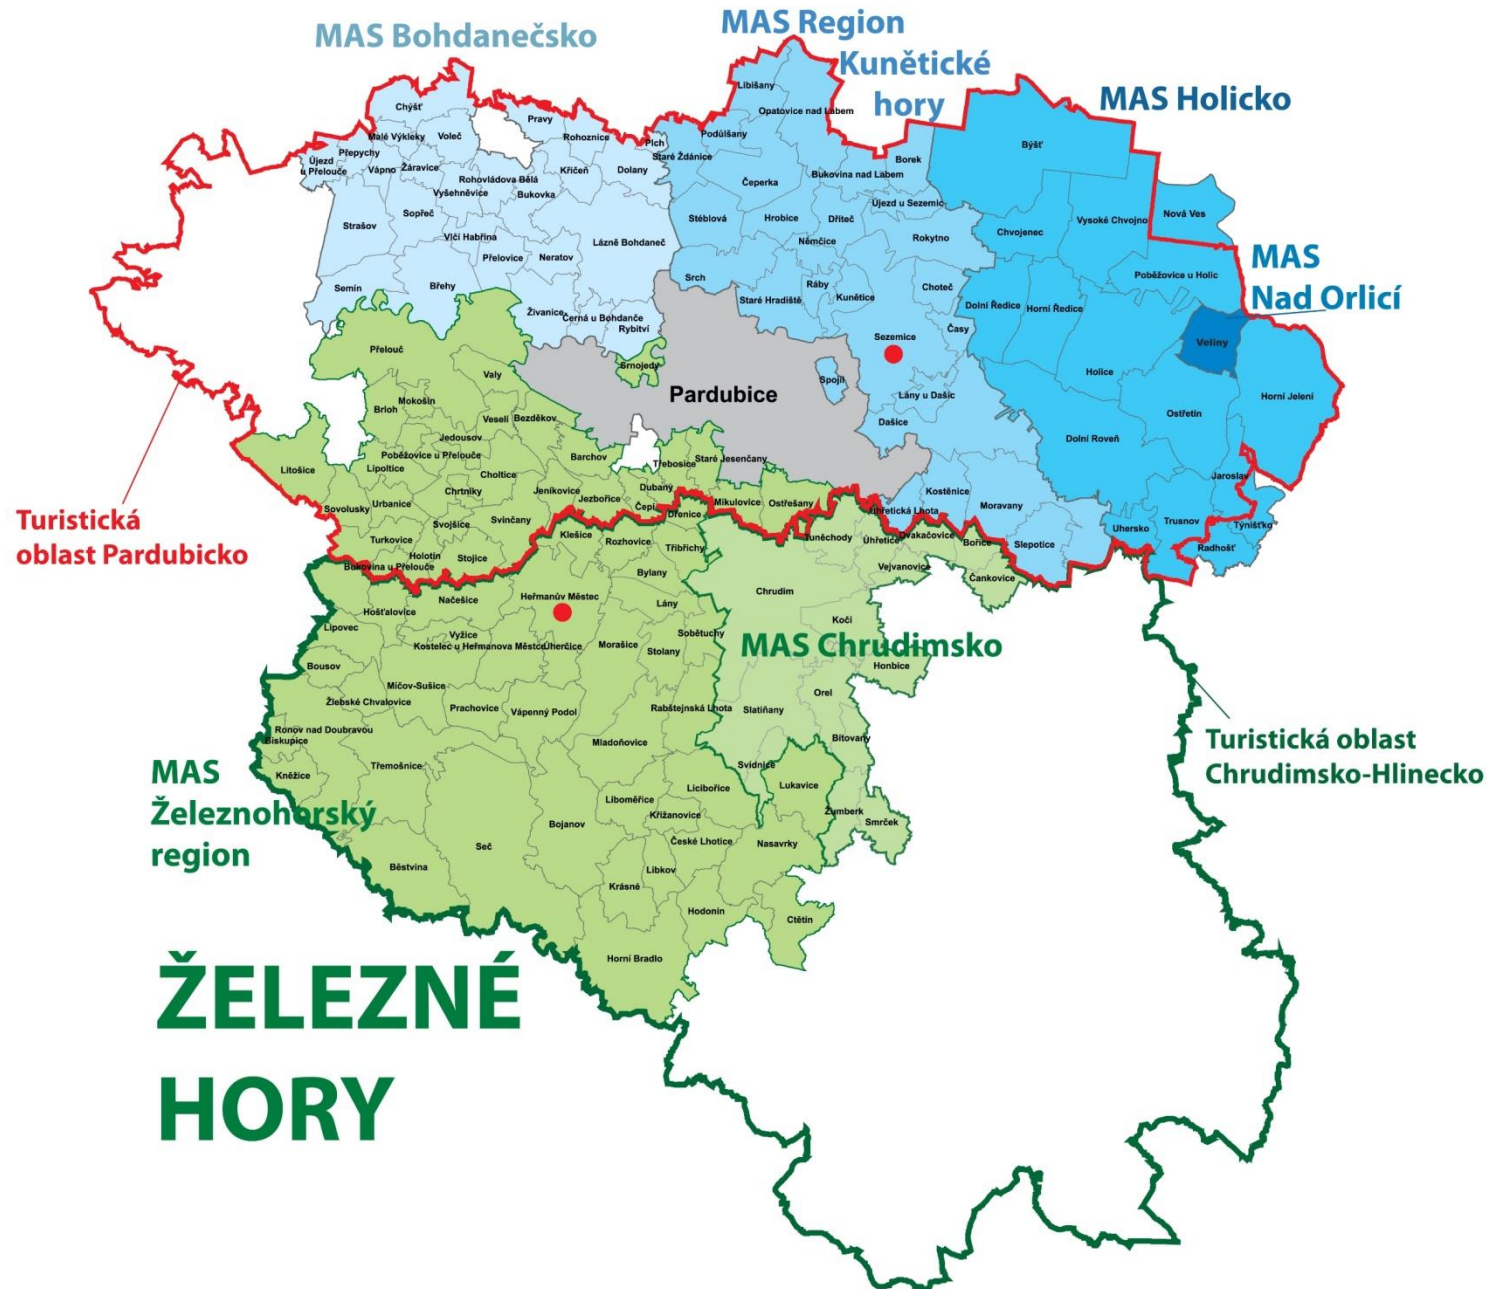 MAS Bohdanečsko
MAS Region
Kunětické
hory
MAS Holicko
MAS
Nad Orlicí
Turistická
oblast Pardubicko
MAS Chrudimsko
MAS
Železnohorský
region
Turistická oblast
Chrudimsko-Hlinecko
ŽELEZNÉ
HORY
Pardubice
Chýšť
Pravy
Malé Výkleky
Voleč
Rohoznice
Plch
Újezd
u Přelouče
Přepychy
Vápno
Žáravice
Rohovládova Bělá
Křičeň
Dolany
Vyšehněvice
Bukovka
Strašov
Sopřeč
Vlčí Habřina
Přelovice
Neratov
Lázně Bohdaneč
Semín
Břehy
Živanice
Černá u Bohdanče
Rybitví
Libišany
Opatovice nad Labem
Podůlšany
Staré Ždánice
Borek
Čeperka
Bukovina nad Labem
Stéblová
Hrobice
Dříteč
Újezd u Sezemic
Němčice
Rokytno
Srch
Ráby
Staré Hradiště
Kunětice
Choteč
Časy
Sezemice
Spojil
Lány u Dašic
Dašice
Kostěnice
Moravany
Úhřetická Lhota
Slepotice
Býšť
Nová Ves
Vysoké Chvojno
Chvojenec
Poběžovice u Holic
Dolní Ředice
Horní Ředice
Veliny
Holice
Horní Jelení
Ostřetín
Dolní Roveň
Jaroslav
Uhersko
Trusnov
Týnišťko
Radhošť
Přelouč
Valy
Srnojedy
Brloh
Mokošín
Veselí
Bezděkov
Jedousov
Poběžovice u Přelouče
Barchov
Litošice
Lipoltice
Choltice
Třebosice
Staré Jesenčany
Chrtníky
Jeníkovice
Jezbořice
Dubany
Čepí
Dřenice
Mikulovice
Ostřešany
Sovolusky
Urbanice
Svojšice
Svinčany
Turkovice
Holotín
Stojice
Bukovina u Přelouče
Klešice
Rozhovice
Třibřichy
Tuněchody
Úhřetice
Dvakačovice
Bořice
Bylany
Vejvanovice
Čankovice
Chrudim
Hošťalovice
Načešice
Heřmanův Městec
Lány
Kočí
Lipovec
Vyžice
Kostelec u Heřmanova Městce
Úherčice
Morašice
Sobětuchy
Stolany
Bousov
Honbice
Míčov-Sušice
Orel
Žlebské Chvalovice
Prachovice
Vápenný Podol
Rabštejnská Lhota
Slatiňany
Ronov nad Doubravou
Biskupice
Mladoňovice
Bítovany
Třemošnice
Svídnice
Kněžice
Licibořice
Lukavice
Liboměřice
Křižanovice
Žumberk
Smrček
Bojanov
Seč
České Lhotice
Nasavrky
Běstvina
Libkov
Krásné
Hodonín
Ctětín
Horní Bradlo